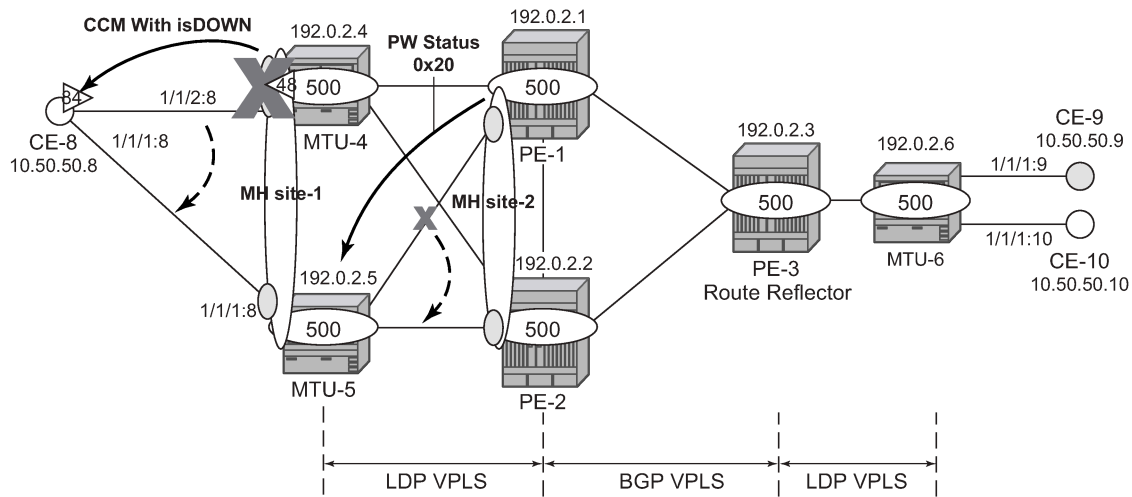 192.0.2.1
CCM With isDOWN
192.0.2.4
PW Status
0x20
84
48
500
500
1/1/2:8
CE-8
10.50.50.8
1/1/1:8
MTU-4
PE-1
192.0.2.3
192.0.2.6
CE-9
10.50.50.9
1/1/1:9
MH site-1
MH site-2
500
500
PE-3
Route Reflector
MTU-6
1/1/1:10
CE-10
10.50.50.10
192.0.2.5
192.0.2.2
1/1/1:8
500
500
MTU-5
PE-2
LDP VPLS
BGP VPLS
LDP VPLS